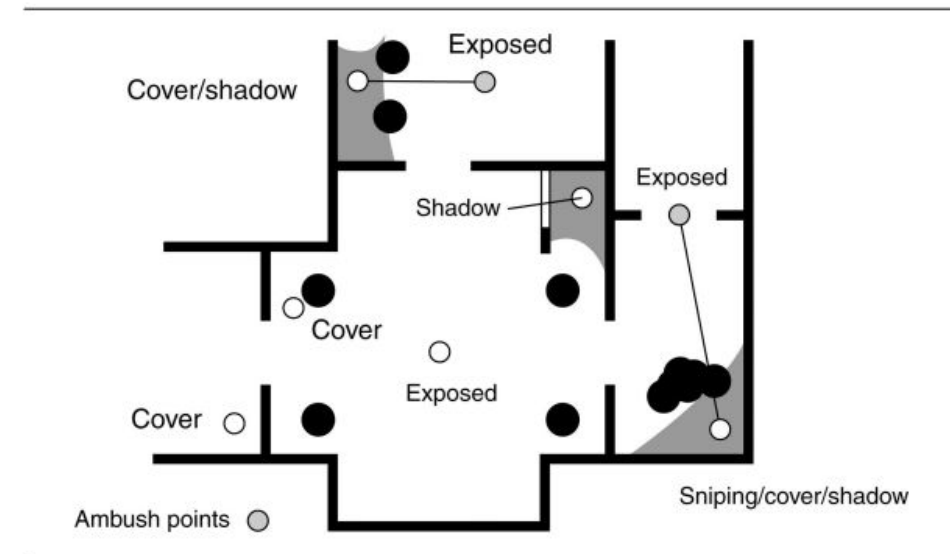 Exposed
Cover/shadow
Exposed
Shadow
Cover
Exposed
Cover
Sniping/cover/shadow
Ambush points